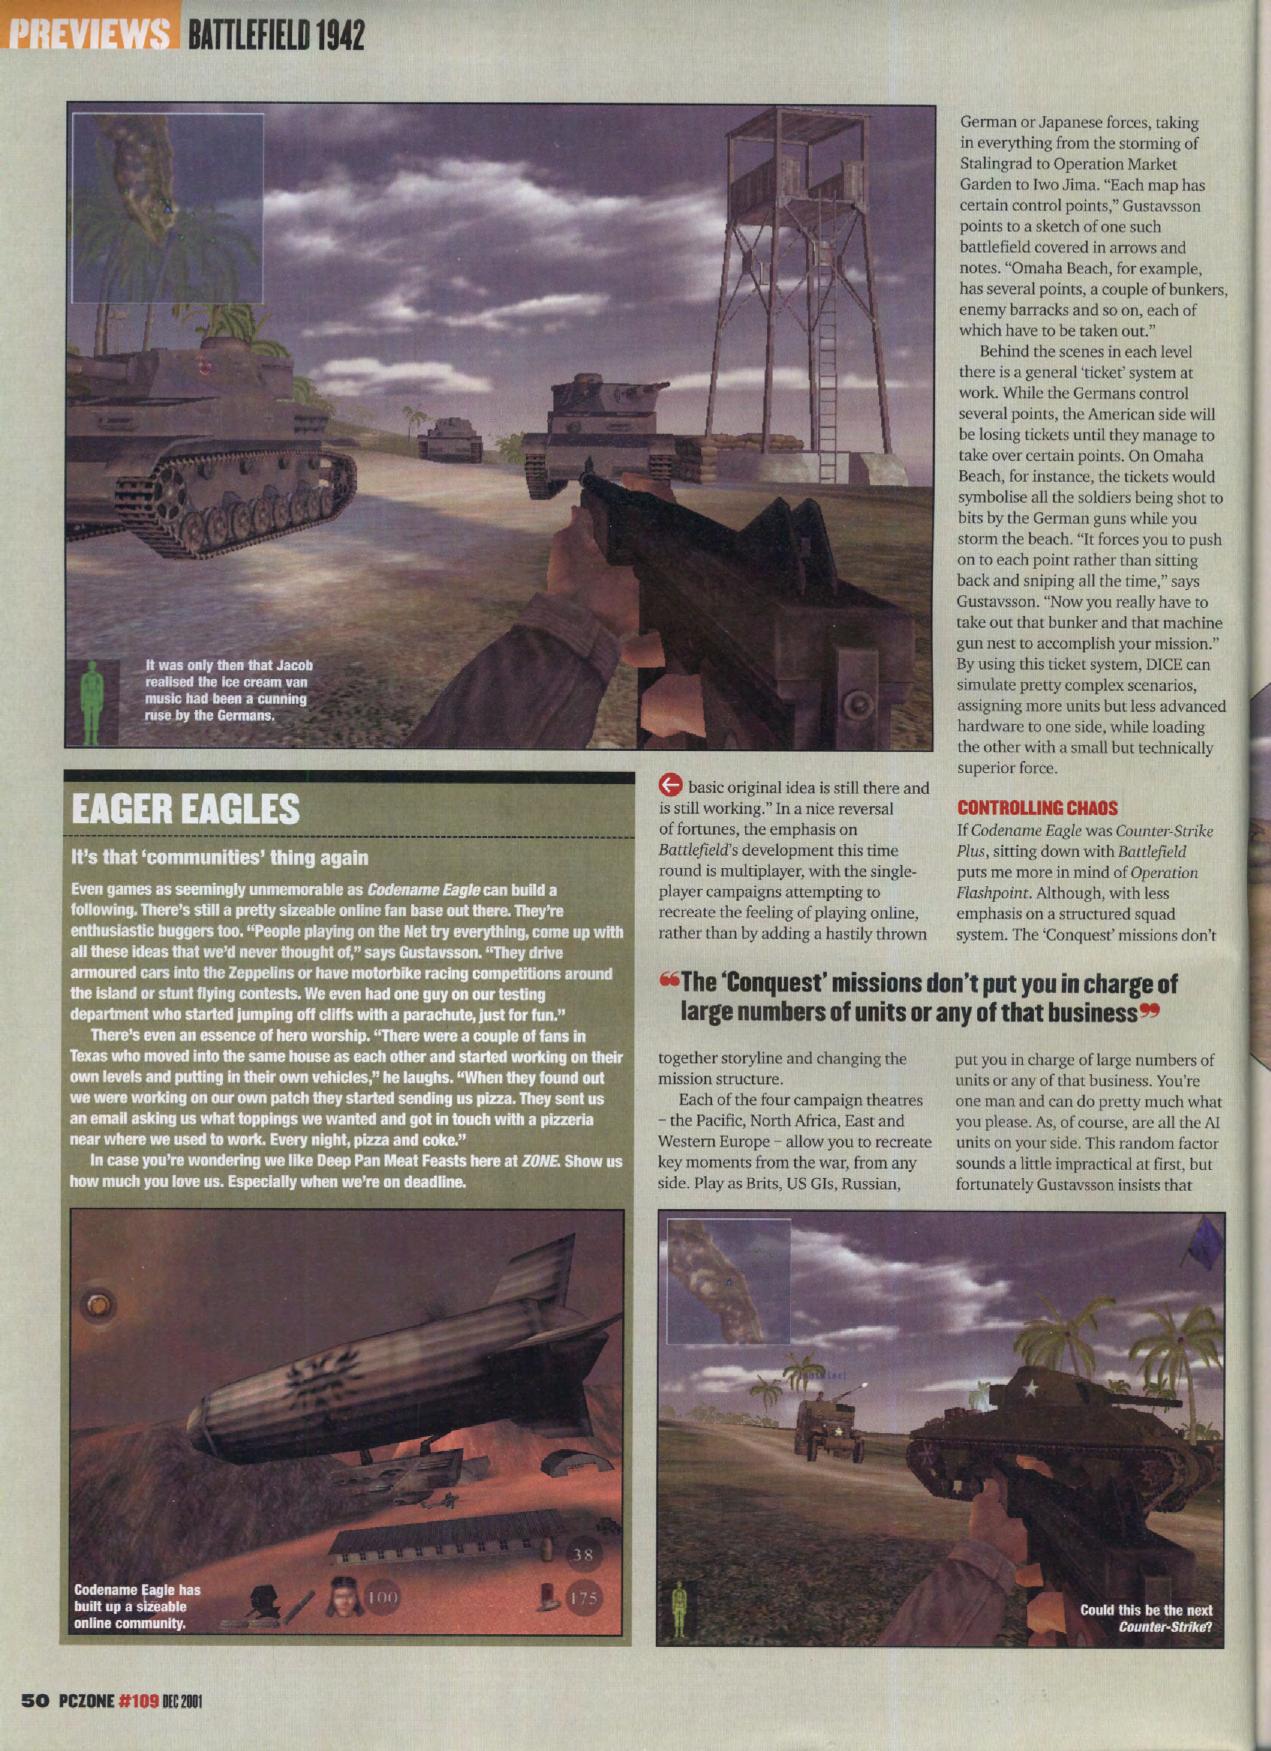 PREVIEWS BATTLEFIELD 1942
It was only then that Jacob
realised the ice cream van
music had been a cunning
ruse by the Germans.
EAGER EAGLES
It's that ‘communities’ thing again
Even games as seemingly unmemorable as Codename Eagle can build a
following. There's still a pretty sizeable online fan base out there. They're
enthusiastic buggers too. “People playing on the Net try everything, come up with
all these ideas that we'd never thought of,” says Gustavsson. “They drive
armoured cars into the Zeppelins or have motorbike racing competitions around
the island or stunt flying contests. We even had one guy on our testing
department who started jumping off cliffs with a parachute, just for fun.”
There's even an essence of hero worship. “There were a couple of fans in
Texas who moved into the same house as each other and started working on their
own levels and putting in their own vehicles,” he laughs. “When they found out
we were working on our own patch they started sending us pizza. They sent us
an email asking us what toppings we wanted and got in touch with a pizzeria
near where we used to work. Every night, pizza and coke.”
In case you're wondering we like Deep Pan Meat Feasts here at ZONE. Show us
how much you love us. Especially when we're on deadline.
38
100
175
Codename Eagle has
built up a sizeable
online community.
basic original idea is still there and
is still working.” In a nice reversal
of fortunes, the emphasis on
Battlefield's development this time
round is multiplayer, with the single-
player campaigns attempting to
recreate the feeling of playing online,
rather than by adding a hastily thrown
“The ‘Conquest’ missions don't put you in charge of
large numbers of units or any of that business”
together storyline and changing the
mission structure.
Each of the four campaign theatres
– the Pacific, North Africa, East and
Western Europe – allow you to recreate
key moments from the war, from any
side. Play as Brits, US GIs, Russian,
German or Japanese forces, taking
in everything from the storming of
Stalingrad to Operation Market
Garden to Iwo Jima. “Each map has
certain control points,” Gustavsson
points to a sketch of one such
battlefield covered in arrows and
notes. “Omaha Beach, for example,
has several points, a couple of bunkers,
enemy barracks and so on, each of
which have to be taken out.”
Behind the scenes in each level
there is a general ‘ticket’ system at
work. While the Germans control
several points, the American side will
be losing tickets until they manage to
take over certain points. On Omaha
Beach, for instance, the tickets would
symbolise all the soldiers being shot to
bits by the German guns while you
storm the beach. “It forces you to push
on to each point rather than sitting
back and sniping all the time,” says
Gustavsson. “Now you really have to
take out that bunker and that machine
gun nest to accomplish your mission.”
By using this ticket system, DICE can
simulate pretty complex scenarios,
assigning more units but less advanced
hardware to one side, while loading
the other with a small but technically
superior force.
CONTROLLING CHAOS
If Codename Eagle was Counter-Strike
Plus, sitting down with Battlefield
puts me more in mind of Operation
Flashpoint. Although, with less
emphasis on a structured squad
system. The ‘Conquest’ missions don't
put you in charge of large numbers of
units or any of that business. You're
one man and can do pretty much what
you please. As, of course, are all the AI
units on your side. This random factor
sounds a little impractical at first, but
fortunately Gustavsson insists that
Could this be the next
Counter-Strike?
50 PCZONE #109 DEC 2001